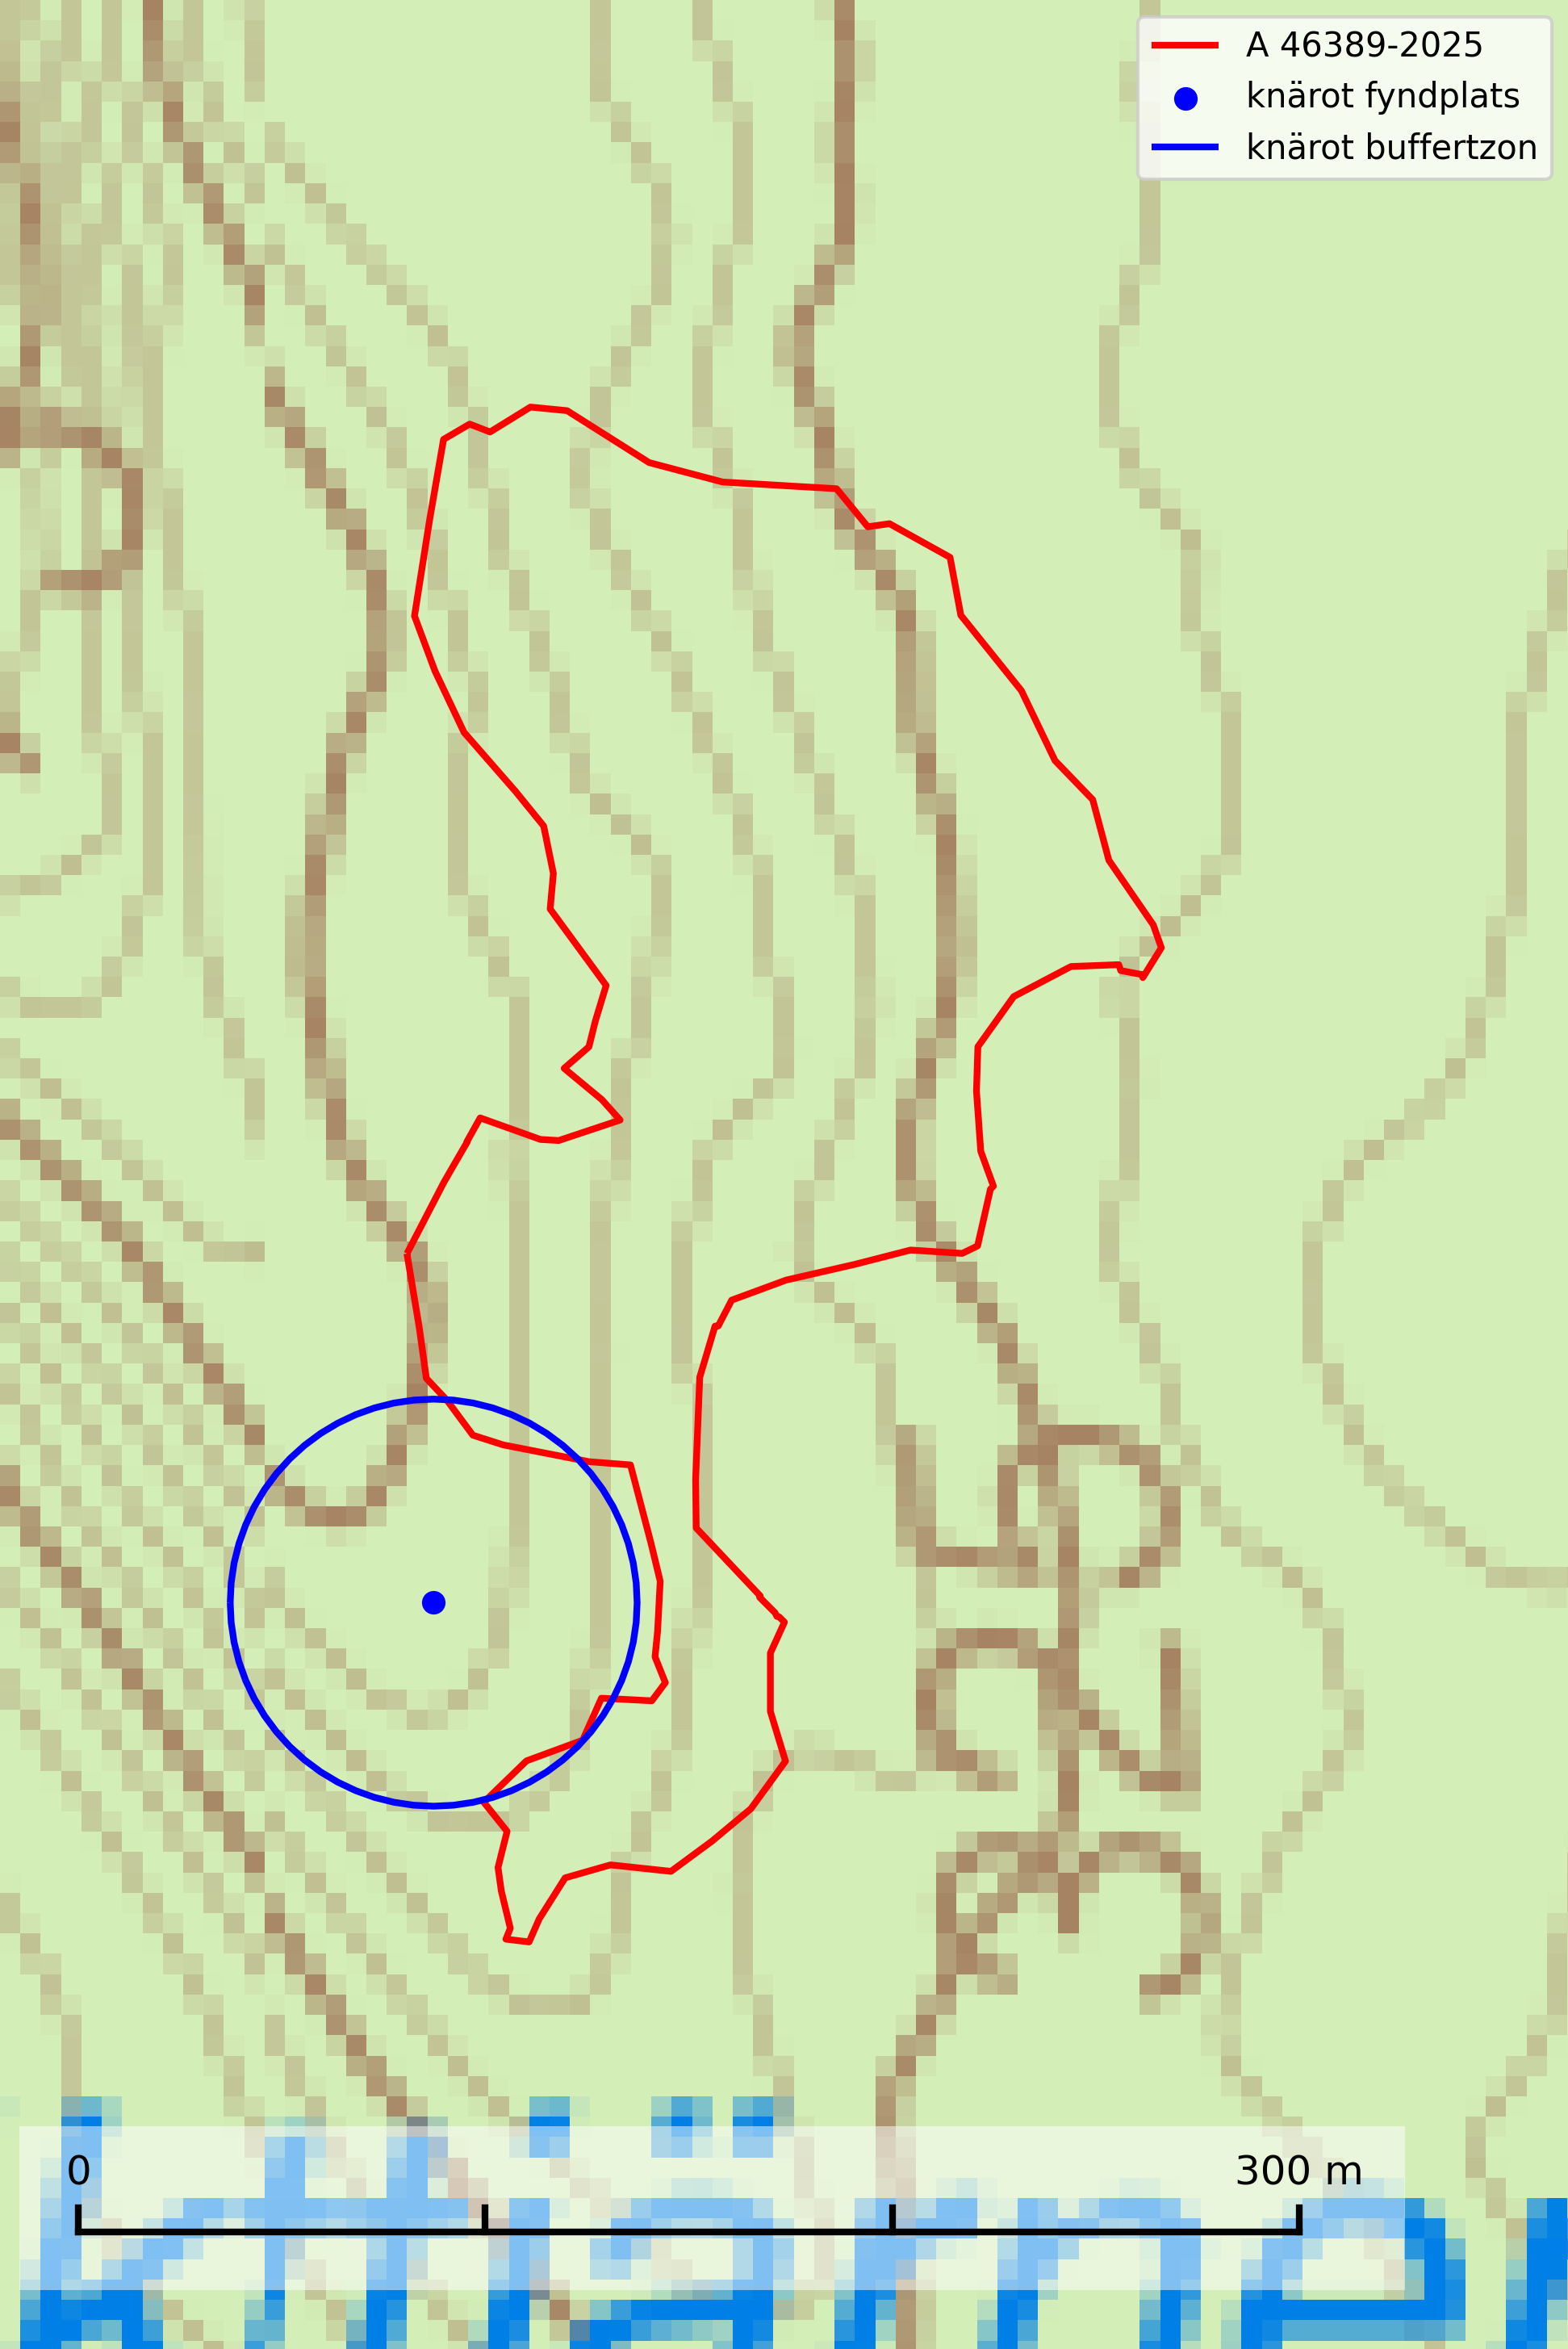 A 46389-2025
knärot fyndplats
knärot buffertzon
0
300 m